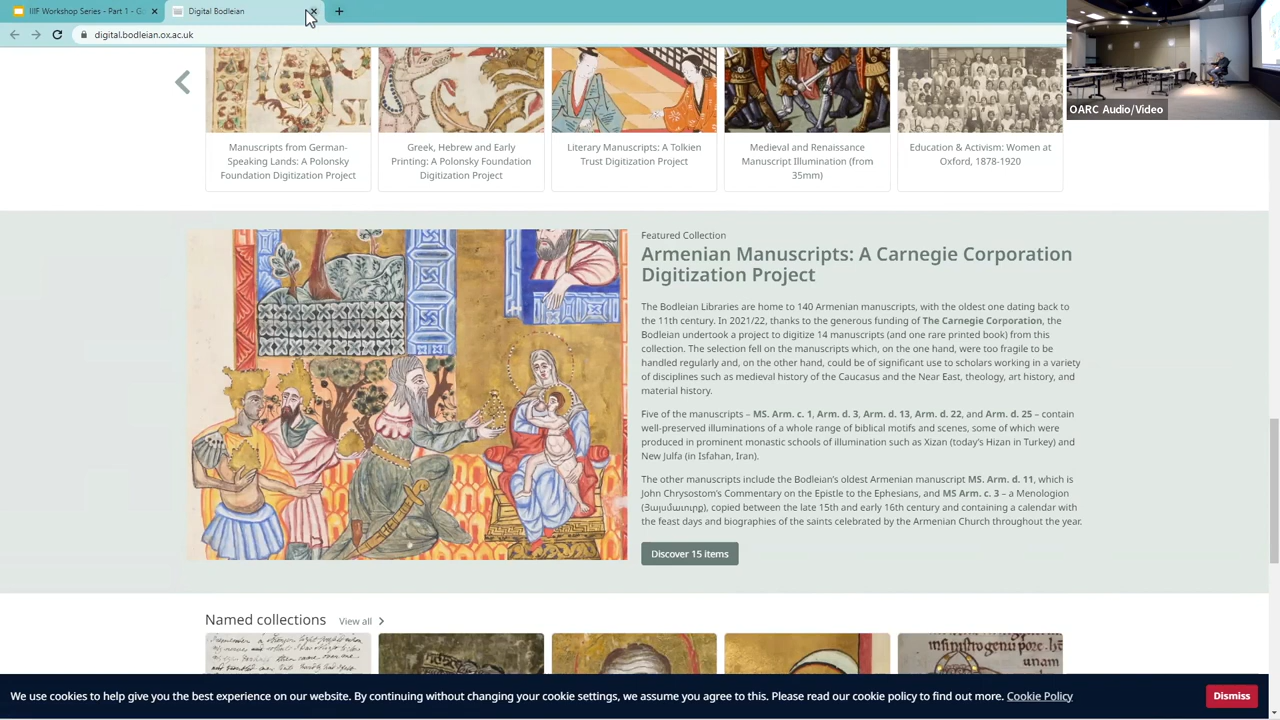 IIIF Workshop Series - Part 1 - G
Digital Bodleian
digital.bodleian.ox.ac.uk
OARC Audio/Video
Manuscripts from German-
Speaking Lands: A Polonsky
Foundation Digitization Project
Greek, Hebrew and Early
Printing: A Polonsky Foundation
Digitization Project
Literary Manuscripts: A Tolkien
Trust Digitization Project
Medieval and Renaissance
Manuscript Illumination (from
35mm)
Education & Activism: Women at
Oxford, 1878-1920
Featured Collection
Armenian Manuscripts: A Carnegie Corporation
Digitization Project
The Bodleian Libraries are home to 140 Armenian manuscripts, with the oldest one dating back to
the 11th century. In 2021/22, thanks to the generous funding of The Carnegie Corporation, the
Bodleian undertook a project to digitize 14 manuscripts (and one rare printed book) from this
collection. The selection fell on the manuscripts which, on the one hand, were too fragile to be
handled regularly and, on the other hand, could be of significant use to scholars working in a variety
of disciplines such as medieval history of the Caucasus and the Near East, theology, art history, and
material history.
Five of the manuscripts – MS. Arm. c. 1, Arm. d. 3, Arm. d. 13, Arm. d. 22, and Arm. d. 25 – contain
well-preserved illuminations of a whole range of biblical motifs and scenes, some of which were
produced in prominent monastic schools of illumination such as Xizan (today's Hizan in Turkey) and
New Julfa (in Isfahan, Iran).
The other manuscripts include the Bodleian's oldest Armenian manuscript MS. Arm. d. 11, which is
John Chrysostom's Commentary on the Epistle to the Ephesians, and MS Arm. c. 3 – a Menologion
(Յայսմաւուրք), copied between the late 15th and early 16th century and containing a calendar with
the feast days and biographies of the saints celebrated by the Armenian Church throughout the year.
Discover 15 items
Named collections View all
We use cookies to help give you the best experience on our website. By continuing without changing your cookie settings, we assume you agree to this. Please read our cookie policy to find out more. Cookie Policy
Dismiss